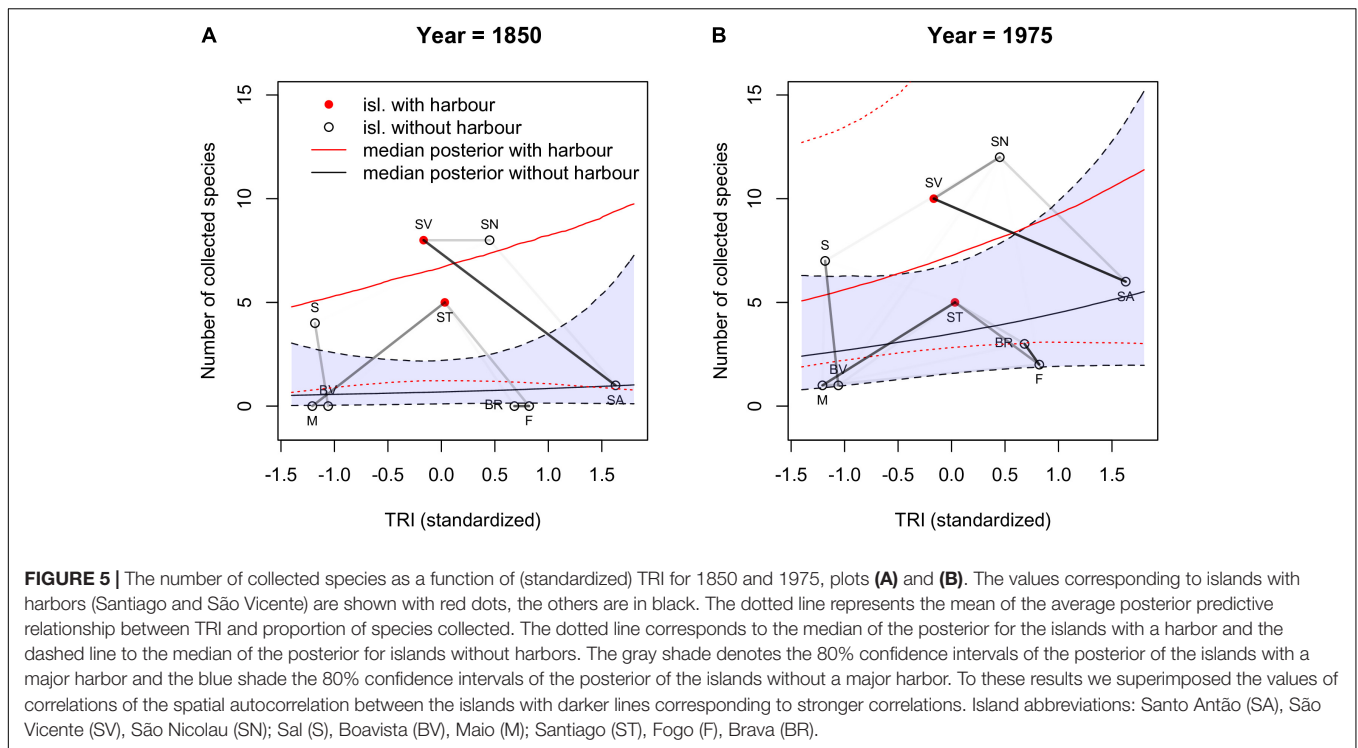 A
Year = 1850
B
Year = 1975
Number of collected species
15
10
5
0
isl. with harbour
isl. without harbour
median posterior with harbour
median posterior without harbour
SV
SN
S
ST
BV
M
BR
F
SA
-1.5 -1.0 -0.5 0.0 0.5 1.0 1.5
TRI (standardized)
Number of collected species
15
10
5
0
SN
SV
S
SA
ST
BR
BV
M
F
-1.5 -1.0 -0.5 0.0 0.5 1.0 1.5
TRI (standardized)
FIGURE 5 | The number of collected species as a function of (standardized) TRI for 1850 and 1975, plots (A) and (B). The values corresponding to islands with
harbors (Santiago and São Vicente) are shown with red dots, the others are in black. The dotted line represents the mean of the average posterior predictive
relationship between TRI and proportion of species collected. The dotted line corresponds to the median of the posterior for the islands with a harbor and the
dashed line to the median of the posterior for islands without harbors. The gray shade denotes the 80% confidence intervals of the posterior of the islands with a
major harbor and the blue shade the 80% confidence intervals of the posterior of the islands without a major harbor. To these results we superimposed the values of
correlations of the spatial autocorrelation between the islands with darker lines corresponding to stronger correlations. Island abbreviations: Santo Antão (SA), São
Vicente (SV), São Nicolau (SN); Sal (S), Boavista (BV), Maio (M); Santiago (ST), Fogo (F), Brava (BR).